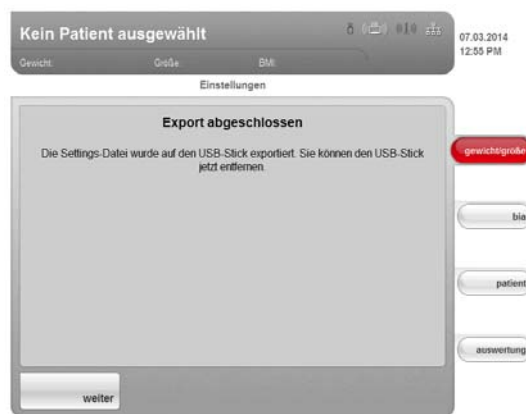 Kein Patient ausgewählt
07.03.2014
12:55 PM
Gewicht: Größe: BMI:
Einstellungen
Export abgeschlossen
Die Settings-Datei wurde auf den USB-Stick exportiert. Sie können den USB-Stick
jetzt entfernen.
gewicht/größe
bia
patient
auswertung
weiter